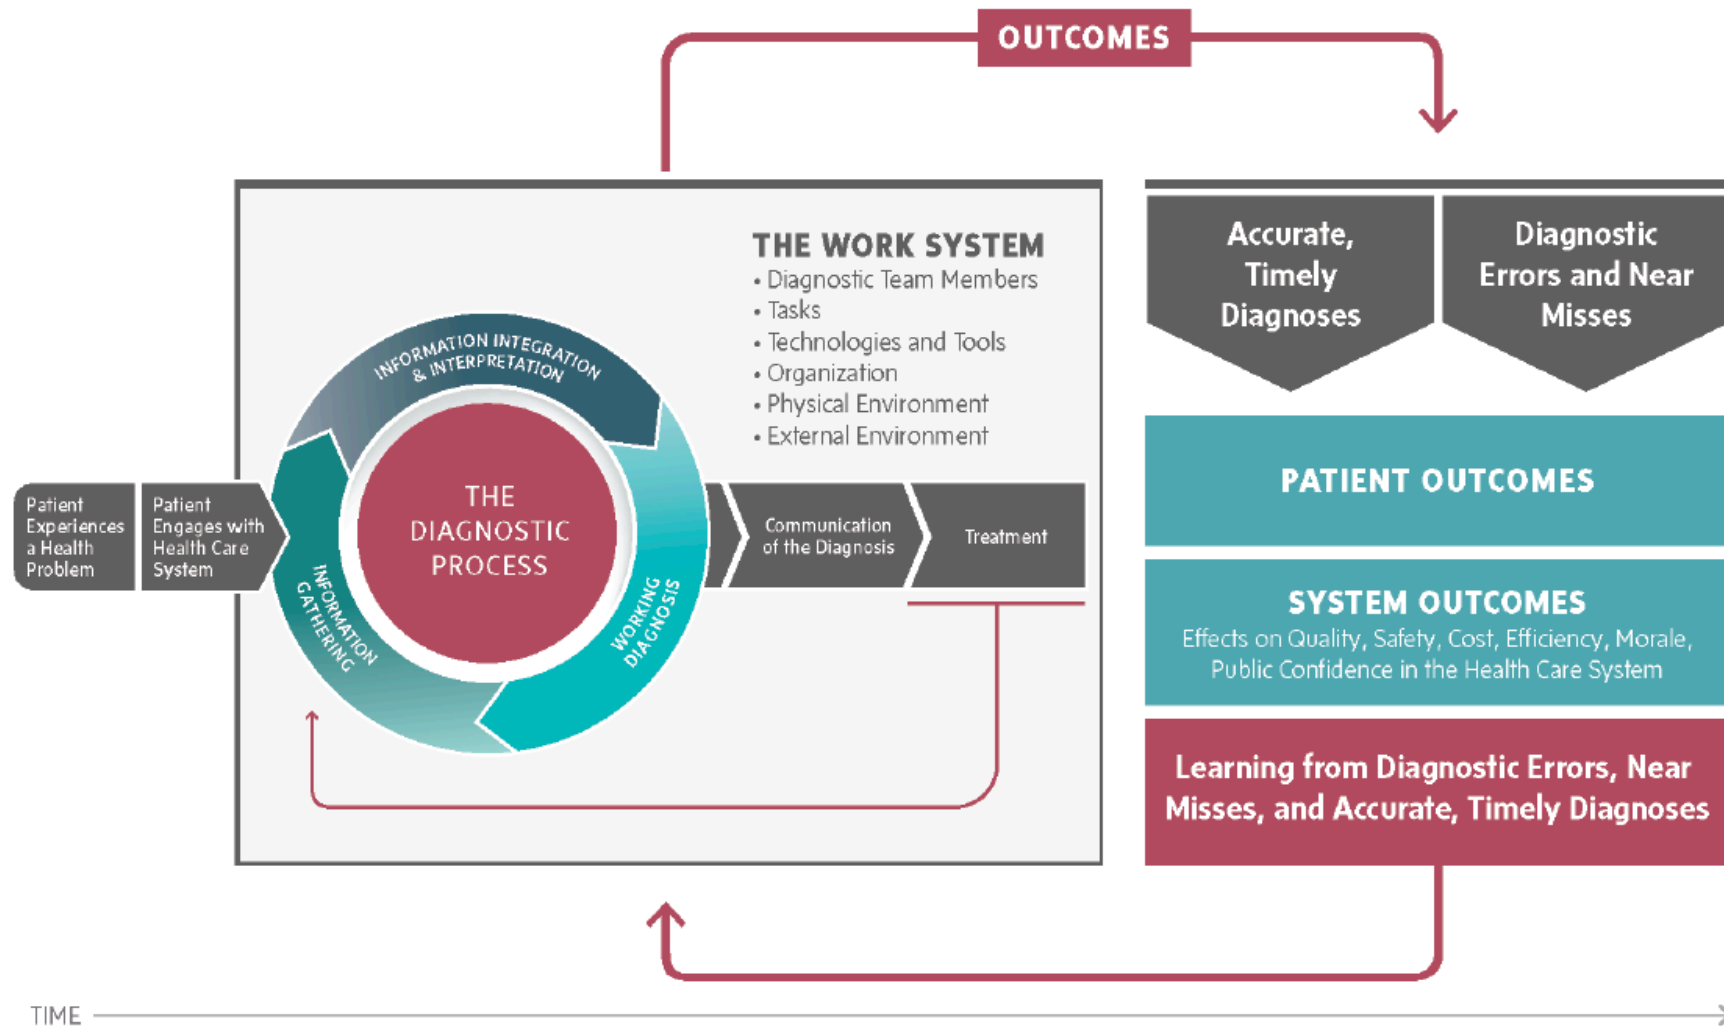 OUTCOMES
THE WORK SYSTEM
• Diagnostic Team Members
• Tasks
• Technologies and Tools
• Organization
• Physical Environment
• External Environment
INFORMATION INTEGRATION
& INTERPRETATION
INFORMATION
GATHERING
WORKING
DIAGNOSIS
THE
DIAGNOSTIC
PROCESS
Patient
Experiences
a Health
Problem
Patient
Engages with
Health Care
System
Communication
of the Diagnosis
Treatment
Accurate,
Timely
Diagnoses
Diagnostic
Errors and Near
Misses
PATIENT OUTCOMES
SYSTEM OUTCOMES
Effects on Quality, Safety, Cost, Efficiency, Morale,
Public Confidence in the Health Care System
Learning from Diagnostic Errors, Near
Misses, and Accurate, Timely Diagnoses
TIME